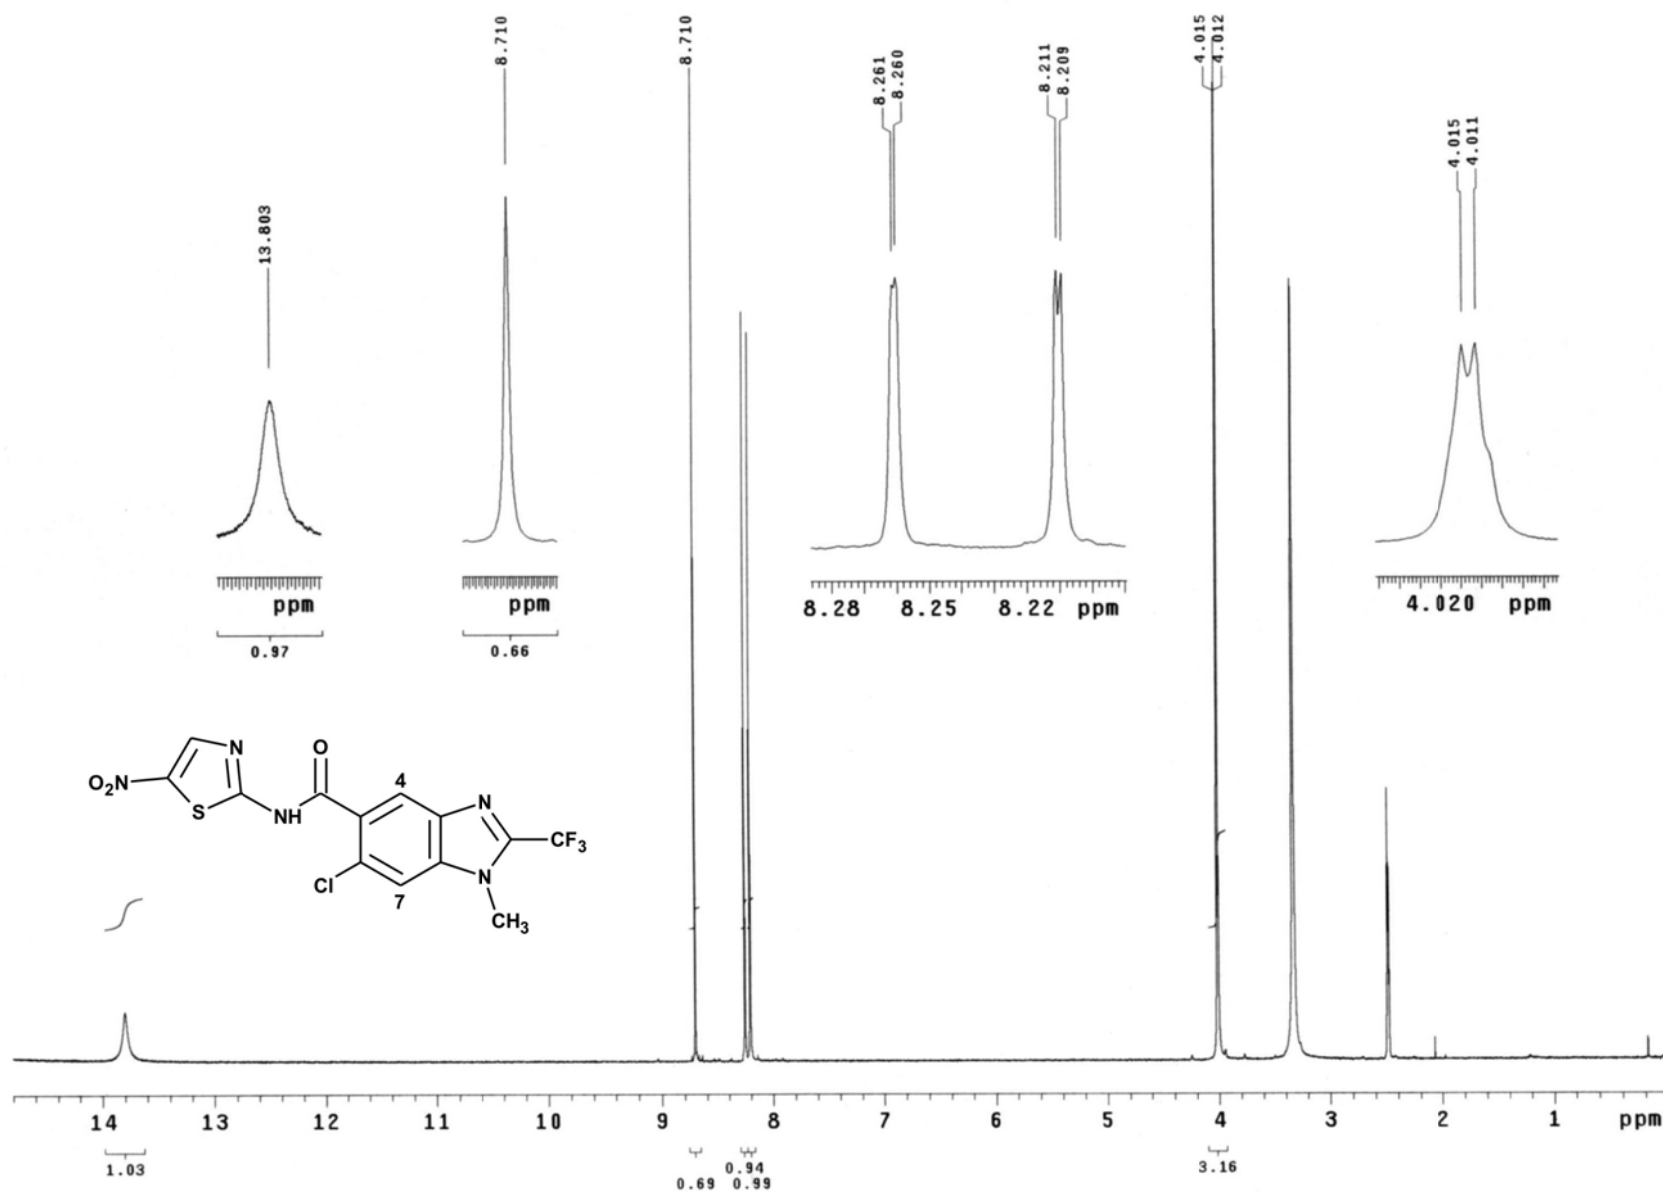 8.710
8.710
4.015
4.012
8.261
8.260
8.211
8.209
4.015
4.011
13.803
ppm
ppm
8.28 8.25 8.22 ppm
4.020 ppm
0.97
0.66
O
N
4
O₂N
N
S
NH
CF₃
N
Cl
7
CH₃
14 13 12 11 10 9 8 7 6 5 4 3 2 1 ppm
1.03
0.94
3.16
0.69 0.99